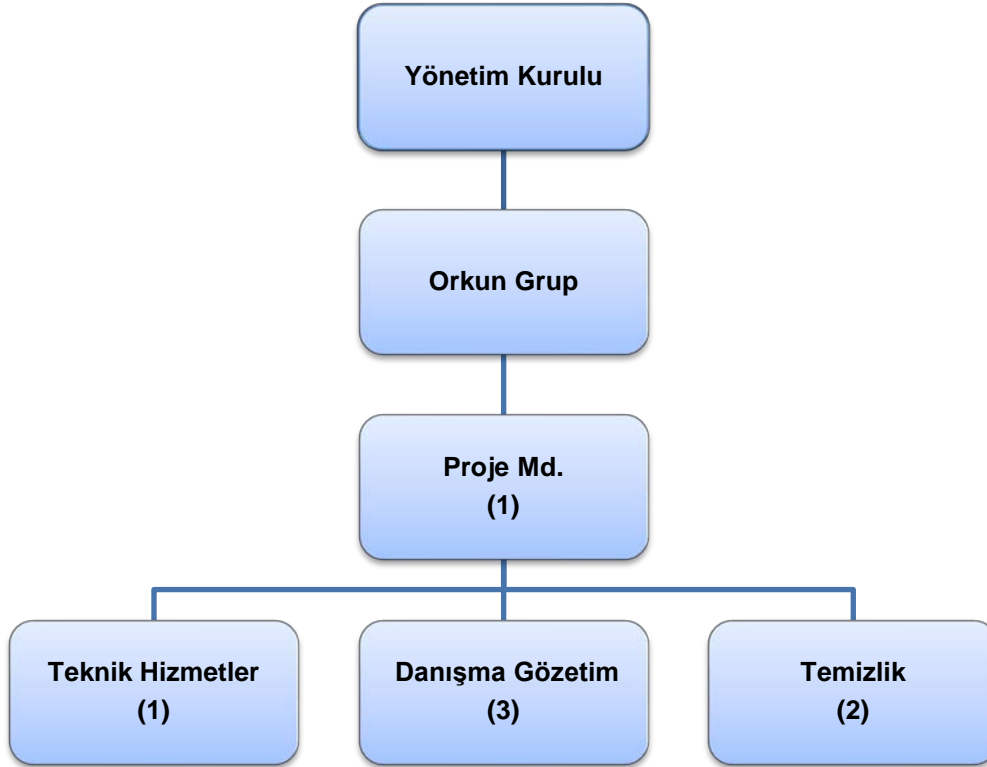 Yönetim Kurulu
Orkun Grup
Proje Md.
(1)
Teknik Hizmetler
(1)
Danışma Gözetim
(3)
Temizlik
(2)